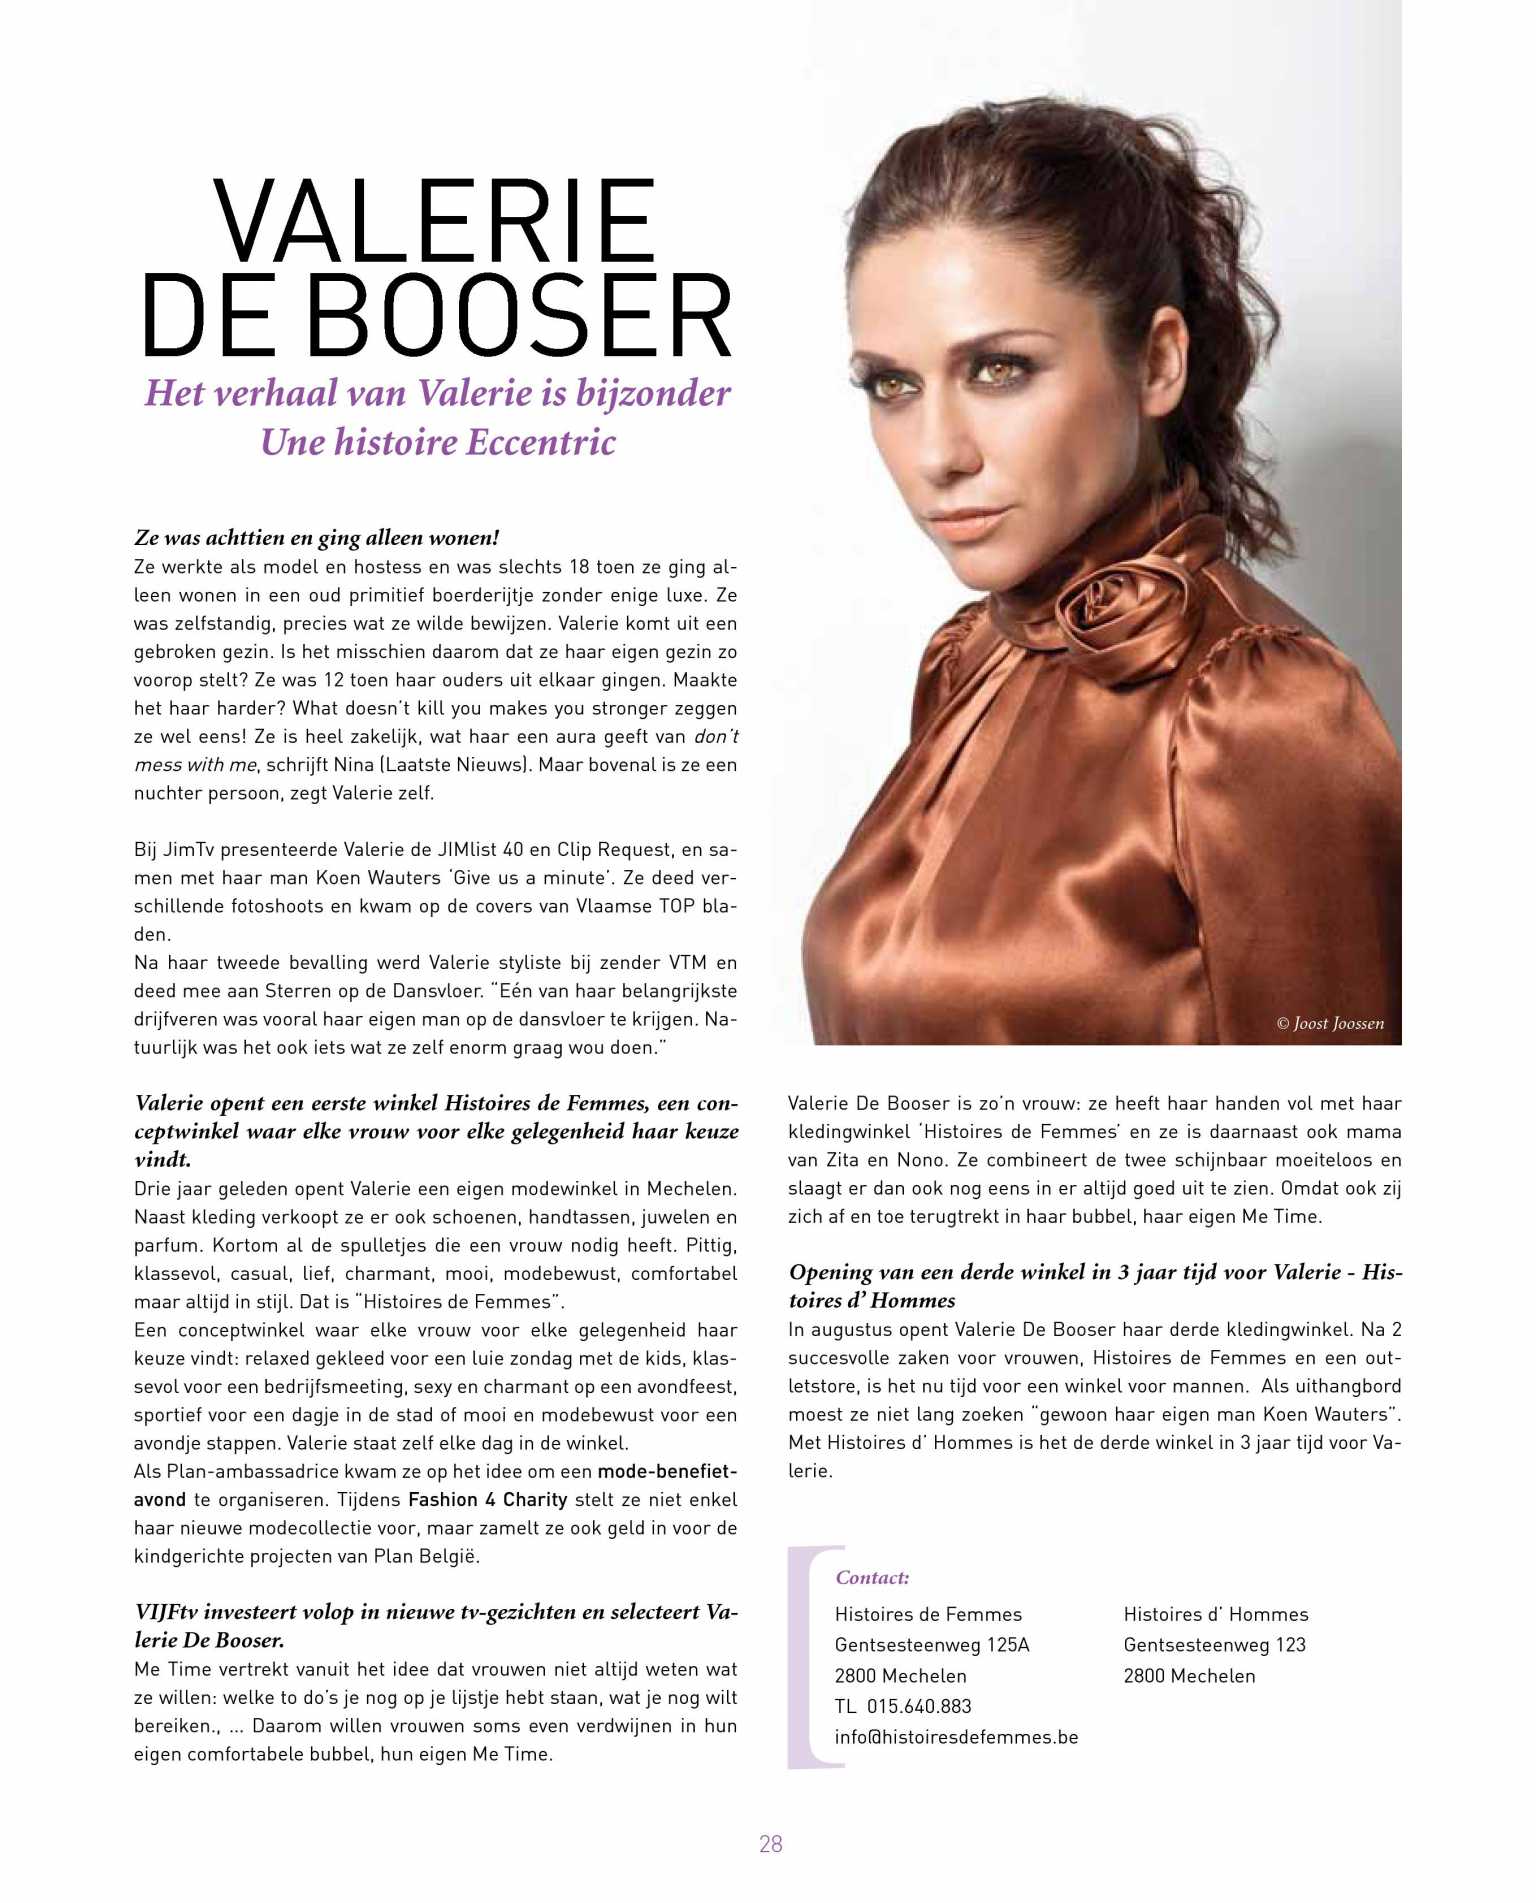 VALERIE
DE BOOSER
Het verhaal van Valerie is bijzonder
Une histoire Eccentric
Ze was achttien en ging alleen wonen!
Ze werkte als model en hostess en was slechts 18 toen ze ging al-
leen wonen in een oud primitief boerderijtje zonder enige luxe. Ze
was zelfstandig, precies wat ze wilde bewijzen. Valerie komt uit een
gebroken gezin. Is het misschien daarom dat ze haar eigen gezin zo
voorop stelt? Ze was 12 toen haar ouders uit elkaar gingen. Maakte
het haar harder? What doesn't kill you makes you stronger zeggen
ze wel eens! Ze is heel zakelijk, wat haar een aura geeft van don't
mess with me, schrijft Nina (Laatste Nieuws). Maar bovenal is ze een
nuchter persoon, zegt Valerie zelf.
Bij JimTv presenteerde Valerie de JIMlist 40 en Clip Request, en sa-
men met haar man Koen Wauters 'Give us a minute'. Ze deed ver-
schillende fotoshoots en kwam op de covers van Vlaamse TOP bla-
den.
Na haar tweede bevalling werd Valerie styliste bij zender VTM en
deed mee aan Sterren op de Dansvloer. "Eén van haar belangrijkste
drijfveren was vooral haar eigen man op de dansvloer te krijgen. Na-
tuurlijk was het ook iets wat ze zelf enorm graag wou doen."
Valerie opent een eerste winkel Histoires de Femmes, een con-
ceptwinkel waar elke vrouw voor elke gelegenheid haar keuze
vindt.
Drie jaar geleden opent Valerie een eigen modewinkel in Mechelen.
Naast kleding verkoopt ze er ook schoenen, handtassen, juwelen en
parfum. Kortom al de spulletjes die een vrouw nodig heeft. Pittig,
klassevol, casual, lief, charmant, mooi, modebewust, comfortabel
maar altijd in stijl. Dat is "Histoires de Femmes".
Een conceptwinkel waar elke vrouw voor elke gelegenheid haar
keuze vindt: relaxed gekleed voor een luie zondag met de kids, klas-
sevol voor een bedrijfsmeeting, sexy en charmant op een avondfeest,
sportief voor een dagje in de stad of mooi en modebewust voor een
avondje stappen. Valerie staat zelf elke dag in de winkel.
Als Plan-ambassadrice kwam ze op het idee om een mode-benefiet-
avond te organiseren. Tijdens Fashion 4 Charity stelt ze niet enkel
haar nieuwe modecollectie voor, maar zamelt ze ook geld in voor de
kindgerichte projecten van Plan België.
VIJFtv investeert volop in nieuwe tv-gezichten en selecteert Va-
lerie De Booser.
Me Time vertrekt vanuit het idee dat vrouwen niet altijd weten wat
ze willen: welke to do's je nog op je lijstje hebt staan, wat je nog wilt
bereiken., ... Daarom willen vrouwen soms even verdwijnen in hun
eigen comfortabele bubbel, hun eigen Me Time.
© Joost Joossen
Valerie De Booser is zo'n vrouw: ze heeft haar handen vol met haar
kledingwinkel 'Histoires de Femmes' en ze is daarnaast ook mama
van Zita en Nono. Ze combineert de twee schijnbaar moeiteloos en
slaagt er dan ook nog eens in er altijd goed uit te zien. Omdat ook zij
zich af en toe terugtrekt in haar bubbel, haar eigen Me Time.
Opening van een derde winkel in 3 jaar tijd voor Valerie - His-
toires d' Hommes
In augustus opent Valerie De Booser haar derde kledingwinkel. Na 2
succesvolle zaken voor vrouwen, Histoires de Femmes en een out-
letstore, is het nu tijd voor een winkel voor mannen. Als uithangbord
moest ze niet lang zoeken "gewoon haar eigen man Koen Wauters".
Met Histoires d' Hommes is het de derde winkel in 3 jaar tijd voor Va-
lerie.
Contact:
Histoires de Femmes
Gentsesteenweg 125A
2800 Mechelen
TL 015.640.883
info@histoiresdefemmes.be
Histoires d' Hommes
Gentsesteenweg 123
2800 Mechelen
28